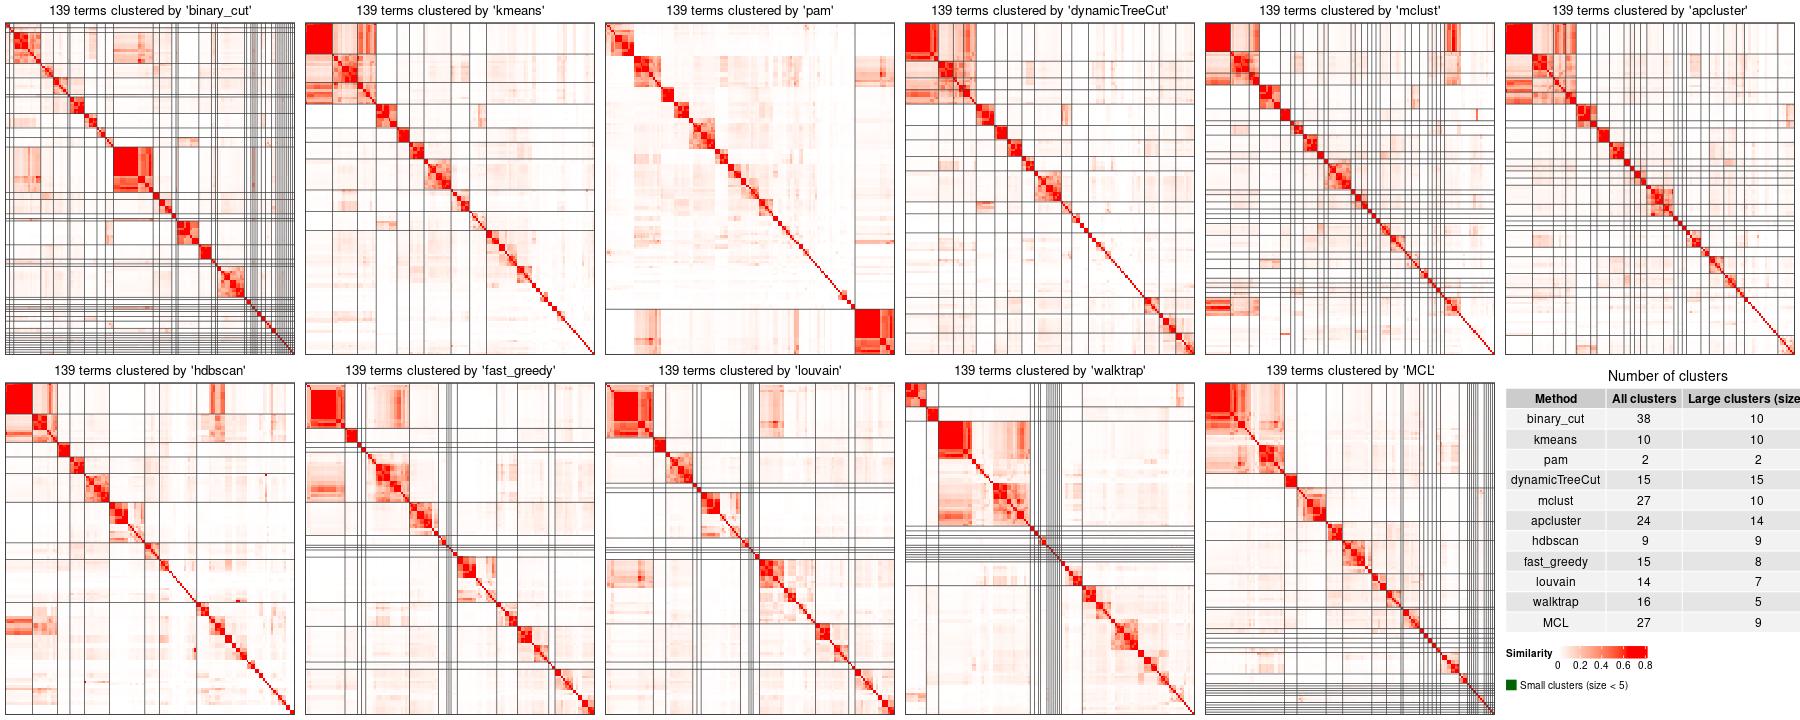 139 terms clustered by 'binary_cut'
139 terms clustered by 'kmeans'
139 terms clustered by 'pam'
139 terms clustered by 'dynamicTreeCut'
139 terms clustered by 'mclust'
139 terms clustered by 'apcluster'
139 terms clustered by 'hdbscan'
139 terms clustered by 'fast_greedy'
139 terms clustered by 'louvain'
139 terms clustered by 'walktrap'
139 terms clustered by 'MCL'
Number of clusters
Method All clusters Large clusters (size
binary_cut 38 10
kmeans 10 10
pam 2 2
dynamicTreeCut 15 15
mclust 27 10
apcluster 24 14
hdbscan 9 9
fast_greedy 15 8
louvain 14 7
walktrap 16 5
MCL 27 9
Similarity
0 0.2 0.4 0.6 0.8
Small clusters (size < 5)